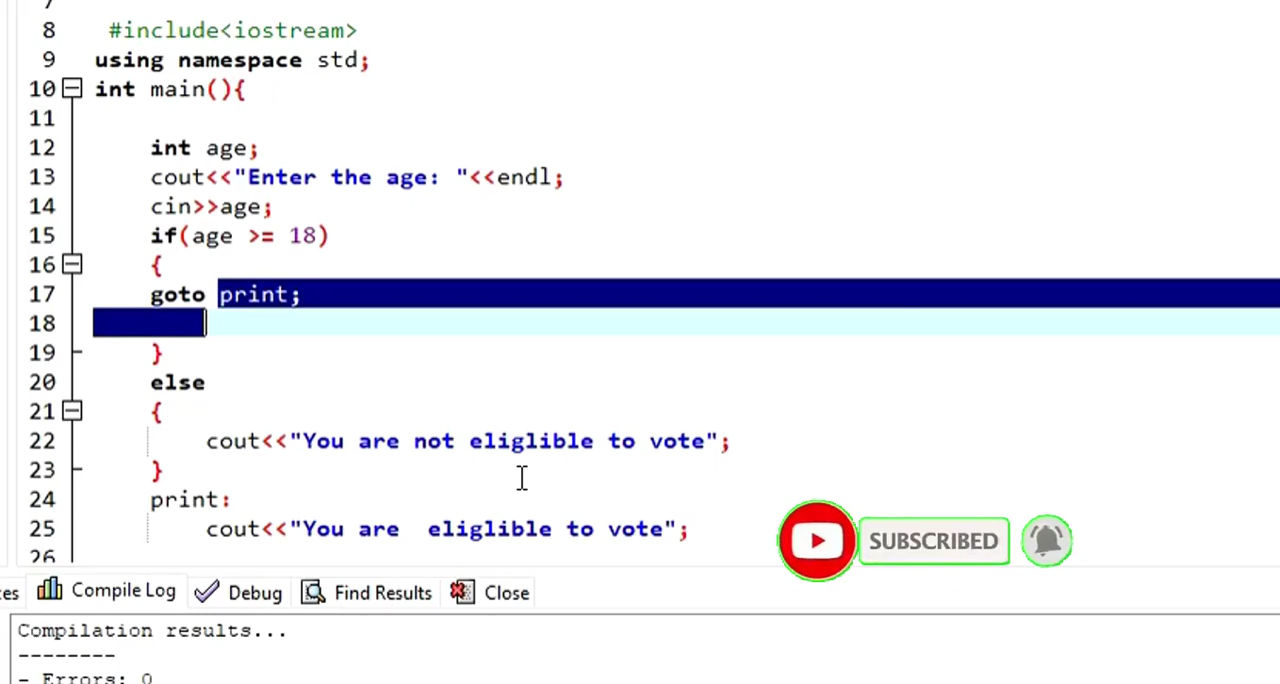 7
8 #include<iostream>
9 using namespace std;
10 int main(){
11
12 int age;
13 cout<<"Enter the age: "<<endl;
14 cin>>age;
15 if(age >= 18)
16 {
17 goto print;
18
19 }
20 else
21 {
22 cout<<"You are not eliglible to vote";
23 }
24 print:
25 cout<<"You are  eliglible to vote";
26
SUBSCRIBED
ces Compile Log Debug Find Results Close
Compilation results...
--------
- Errors: 0